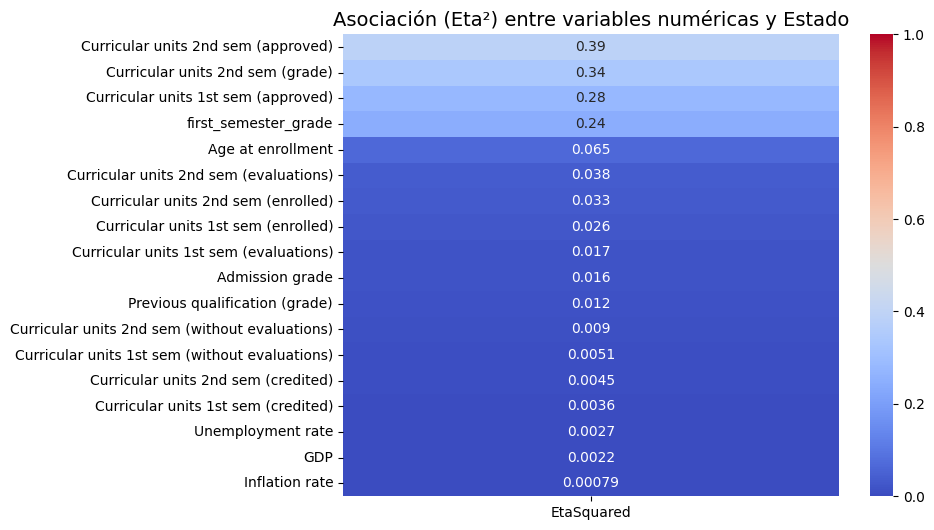 Asociación (Eta²) entre variables numéricas y Estado
Curricular units 2nd sem (approved) 0.39
Curricular units 2nd sem (grade) 0.34
Curricular units 1st sem (approved) 0.28
first_semester_grade 0.24
Age at enrollment 0.065
Curricular units 2nd sem (evaluations) 0.038
Curricular units 2nd sem (enrolled) 0.033
Curricular units 1st sem (enrolled) 0.026
Curricular units 1st sem (evaluations) 0.017
Admission grade 0.016
Previous qualification (grade) 0.012
Curricular units 2nd sem (without evaluations) 0.009
Curricular units 1st sem (without evaluations) 0.0051
Curricular units 2nd sem (credited) 0.0045
Curricular units 1st sem (credited) 0.0036
Unemployment rate 0.0027
GDP 0.0022
Inflation rate 0.00079
EtaSquared
1.0
0.8
0.6
0.4
0.2
0.0